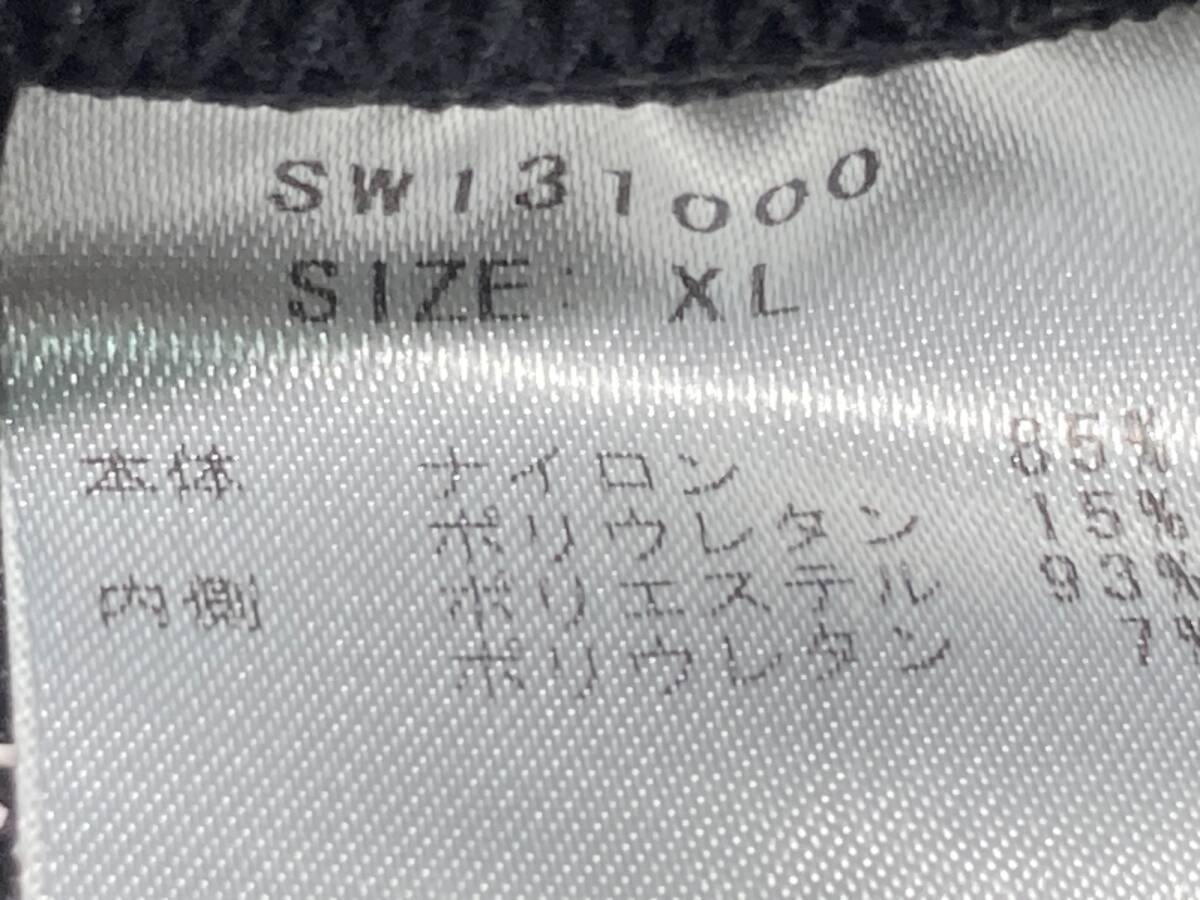 SW131000
SIZE: XL
本体 ナイロン 85%
ポリウレタン 15%
内側 ポリエステル 93%
ポリウレタン 7%